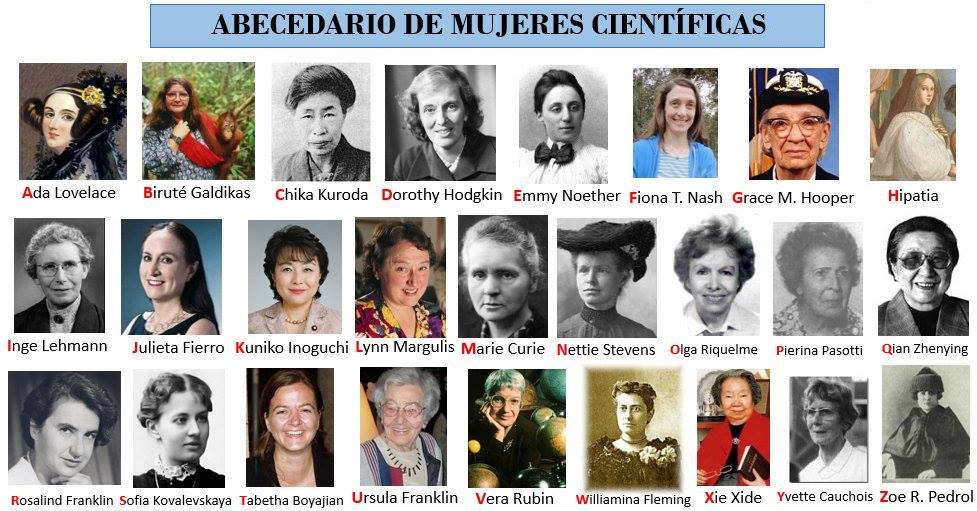 ABECEDARIO DE MUJERES CIENTÍFICAS
Ada Lovelace
Biruté Galdikas
Chika Kuroda
Dorothy Hodgkin
Emmy Noether
Fiona T. Nash
Grace M. Hooper
Hipatia
Inge Lehmann
Julieta Fierro
Kuniko Inoguchi
Lynn Margulis
Marie Curie
Nettie Stevens
Olga Riquelme
Pierina Pasotti
Qian Zhenying
Rosalind Franklin
Sofia Kovalevskaya
Tabetha Boyajian
Ursula Franklin
Vera Rubin
Williamina Fleming
Xie Xide
Yvette Cauchois
Zoe R. Pedrol